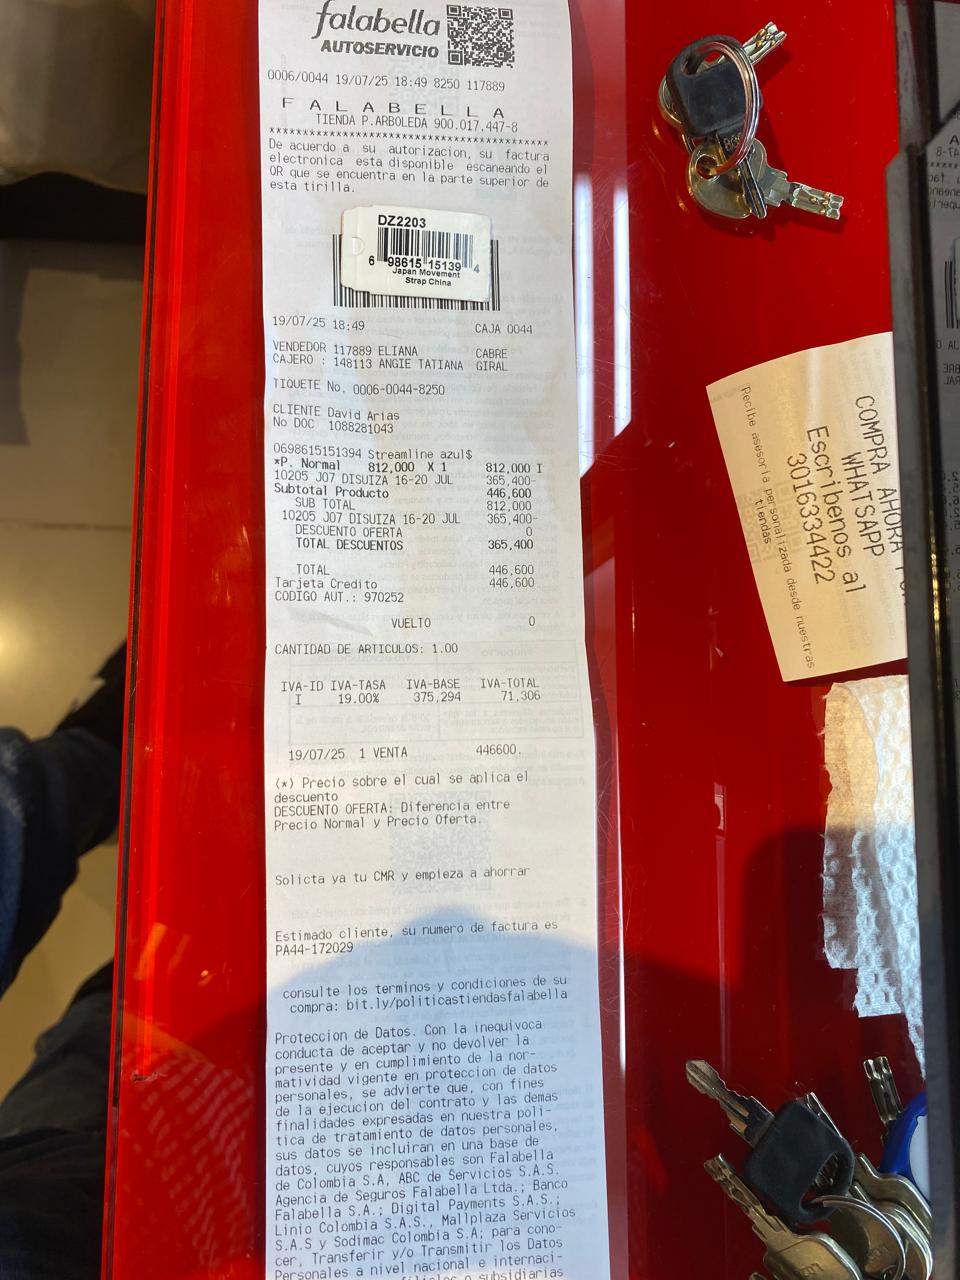 falabella
AUTOSERVICIO
0006/0044 19/07/25 18:49 8250 117889
F A L A B E L L A
TIENDA P.ARBOLEDA 900.017.447-8
De acuerdo a su autorizacion, su factura
electronica esta disponible escaneando el
QR que se encuentra en la parte superior de
esta tirilla.
DZ2203
6 98615 15139 4
Japan Movement
Strap China
19/07/25 18:49 CAJA 0044
VENDEDOR 117889 ELIANA CABRE
CAJERO : 148113 ANGIE TATIANA GIRAL
TIQUETE No. 0006-0044-8250
CLIENTE David Arias
No DOC 1088281043
0698615151394 Streamline azul$
*P. Normal 812,000 X 1 812,000 I
10205 J07 DISUIZA 16-20 JUL 365,400-
Subtotal Producto 446,600
SUB TOTAL 812,000
10205 J07 DISUIZA 16-20 JUL 365,400-
DESCUENTO OFERTA 0
TOTAL DESCUENTOS 365,400
TOTAL 446,600
Tarjeta Credito 446,600
CODIGO AUT.: 970252
VUELTO 0
CANTIDAD DE ARTICULOS: 1.00
IVA-ID IVA-TASA IVA-BASE IVA-TOTAL
I 19.00% 375,294 71,306
19/07/25 1 VENTA 446600.
(*) Precio sobre el cual se aplica el
descuento
DESCUENTO OFERTA: Diferencia entre
Precio Normal y Precio Oferta.
Solicta ya tu CMR y empieza a ahorrar
Estimado cliente, su numero de factura es
PA44-172029
consulte los terminos y condiciones de su
compra: bit.ly/politicastiendasfalabella
Proteccion de Datos. Con la inequivoca
conducta de aceptar y no devolver la
presente y en cumplimiento de la nor-
matividad vigente en proteccion de datos
personales, se advierte que, con fines
de la ejecucion del contrato y las demas
finalidades expresadas en nuestra poli-
tica de tratamiento de datos personales,
sus datos se incluiran en una base de
datos, cuyos responsables son Falabella
de Colombia S.A, ABC de Servicios S.A.S.
Agencia de Seguros Falabella Ltda.; Banco
Falabella S.A.; Digital Payments S.A.S.;
Linio Colombia S.A.S., Mallplaza Servicios
S.A.S y Sodimac Colombia S.A; para cono-
cer, Transferir y/o Transmitir los Datos
Personales a nivel nacional e internaci-
o subsidiarias
COMPRA AHORA
WHATSAPP
Escribenos al
3016334422
Recibe asesoria personalizada desde nuestras
tiendas